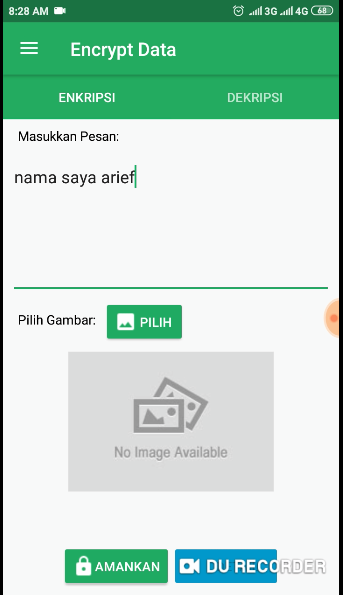 8:28 AM 3G 4G 68
Encrypt Data
ENKRIPSI DEKRIPSI
Masukkan Pesan:
nama saya arief
Pilih Gambar: PILIH
No Image Available
AMANKAN DU RECORDER